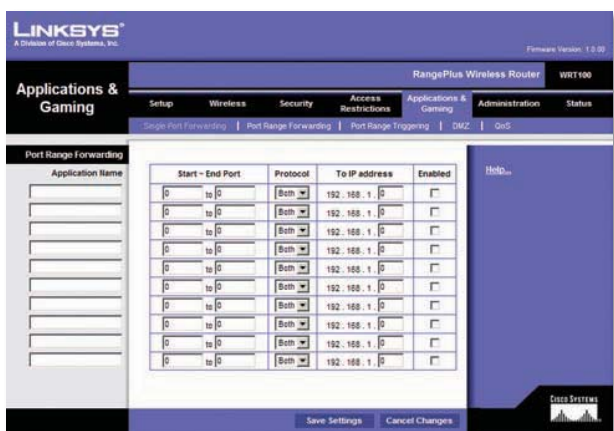 LINKSYS®
A Division of Cisco Systems, Inc.
Firmware Version: 1.0.00
RangePlus Wireless Router WRT100
Applications & Gaming
Setup Wireless Security Access Restrictions Applications & Gaming Administration Status
Single Port Forwarding | Port Range Forwarding | Port Range Triggering | DMZ | QoS
Port Range Forwarding
Application Name Start ~ End Port Protocol To IP address Enabled Help...
0 to 0 Both 192 . 168 . 1 . 0
0 to 0 Both 192 . 168 . 1 . 0
0 to 0 Both 192 . 168 . 1 . 0
0 to 0 Both 192 . 168 . 1 . 0
0 to 0 Both 192 . 168 . 1 . 0
0 to 0 Both 192 . 168 . 1 . 0
0 to 0 Both 192 . 168 . 1 . 0
0 to 0 Both 192 . 168 . 1 . 0
0 to 0 Both 192 . 168 . 1 . 0
0 to 0 Both 192 . 168 . 1 . 0
Save Settings Cancel Changes
CISCO SYSTEMS